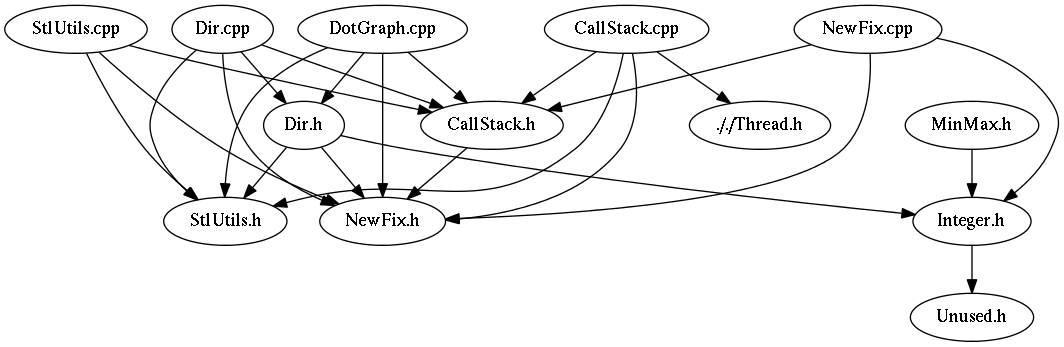 StlUtils.cpp
Dir.cpp
DotGraph.cpp
CallStack.cpp
NewFix.cpp
Dir.h
CallStack.h
././Thread.h
MinMax.h
StlUtils.h
NewFix.h
Integer.h
Unused.h